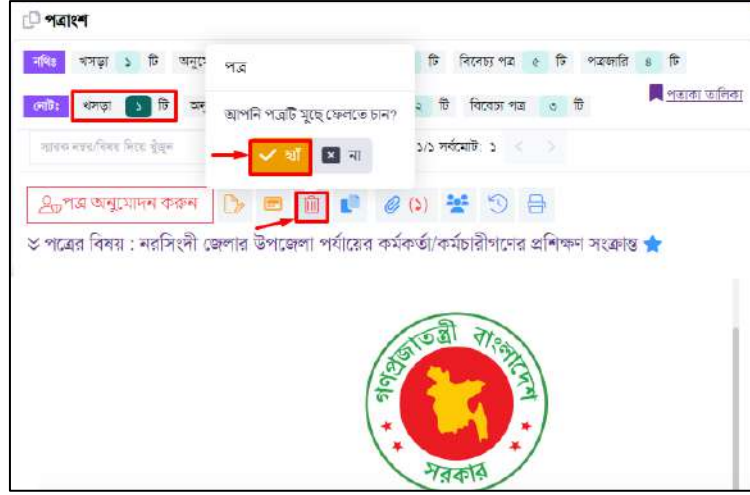 পত্রাংশ
নথিঃ খসড়া ১ টি টি বিবেচ্য পত্র ৫ টি পত্রজারি ৪ টি
পত্র
নোটঃ খসড়া ১ টি ২ টি বিবেচ্য পত্র ৩ টি পতাকা তালিকা
আপনি পত্রটি মুছে ফেলতে চান?
স্মারক নম্বর/বিষয় দিয়ে খুঁজুন ১/১ সর্বমোট: ১
হ্যাঁ না
পত্র অনুমোদন করুন (১)
পত্রের বিষয় : নরসিংদী জেলার উপজেলা পর্যায়ের কর্মকর্তা/কর্মচারীগণের প্রশিক্ষণ সংক্রান্ত
গণপ্রজাতন্ত্রী বাংলাদেশ
সরকার